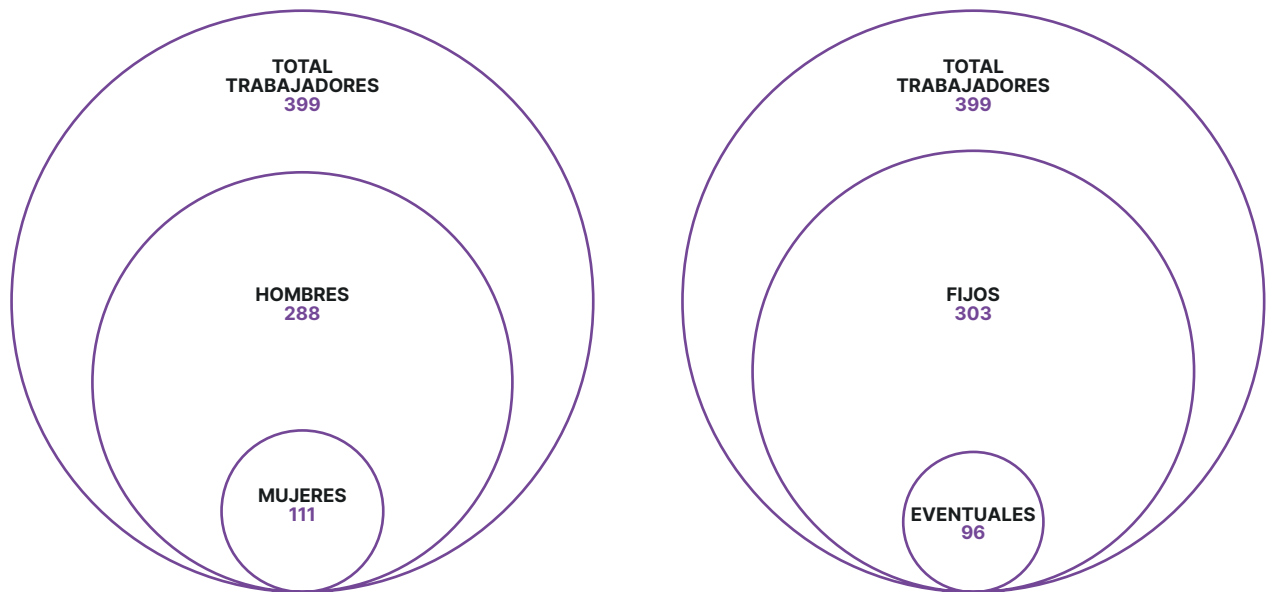 TOTAL
TRABAJADORES
399
HOMBRES
288
MUJERES
111
TOTAL
TRABAJADORES
399
FIJOS
303
EVENTUALES
96